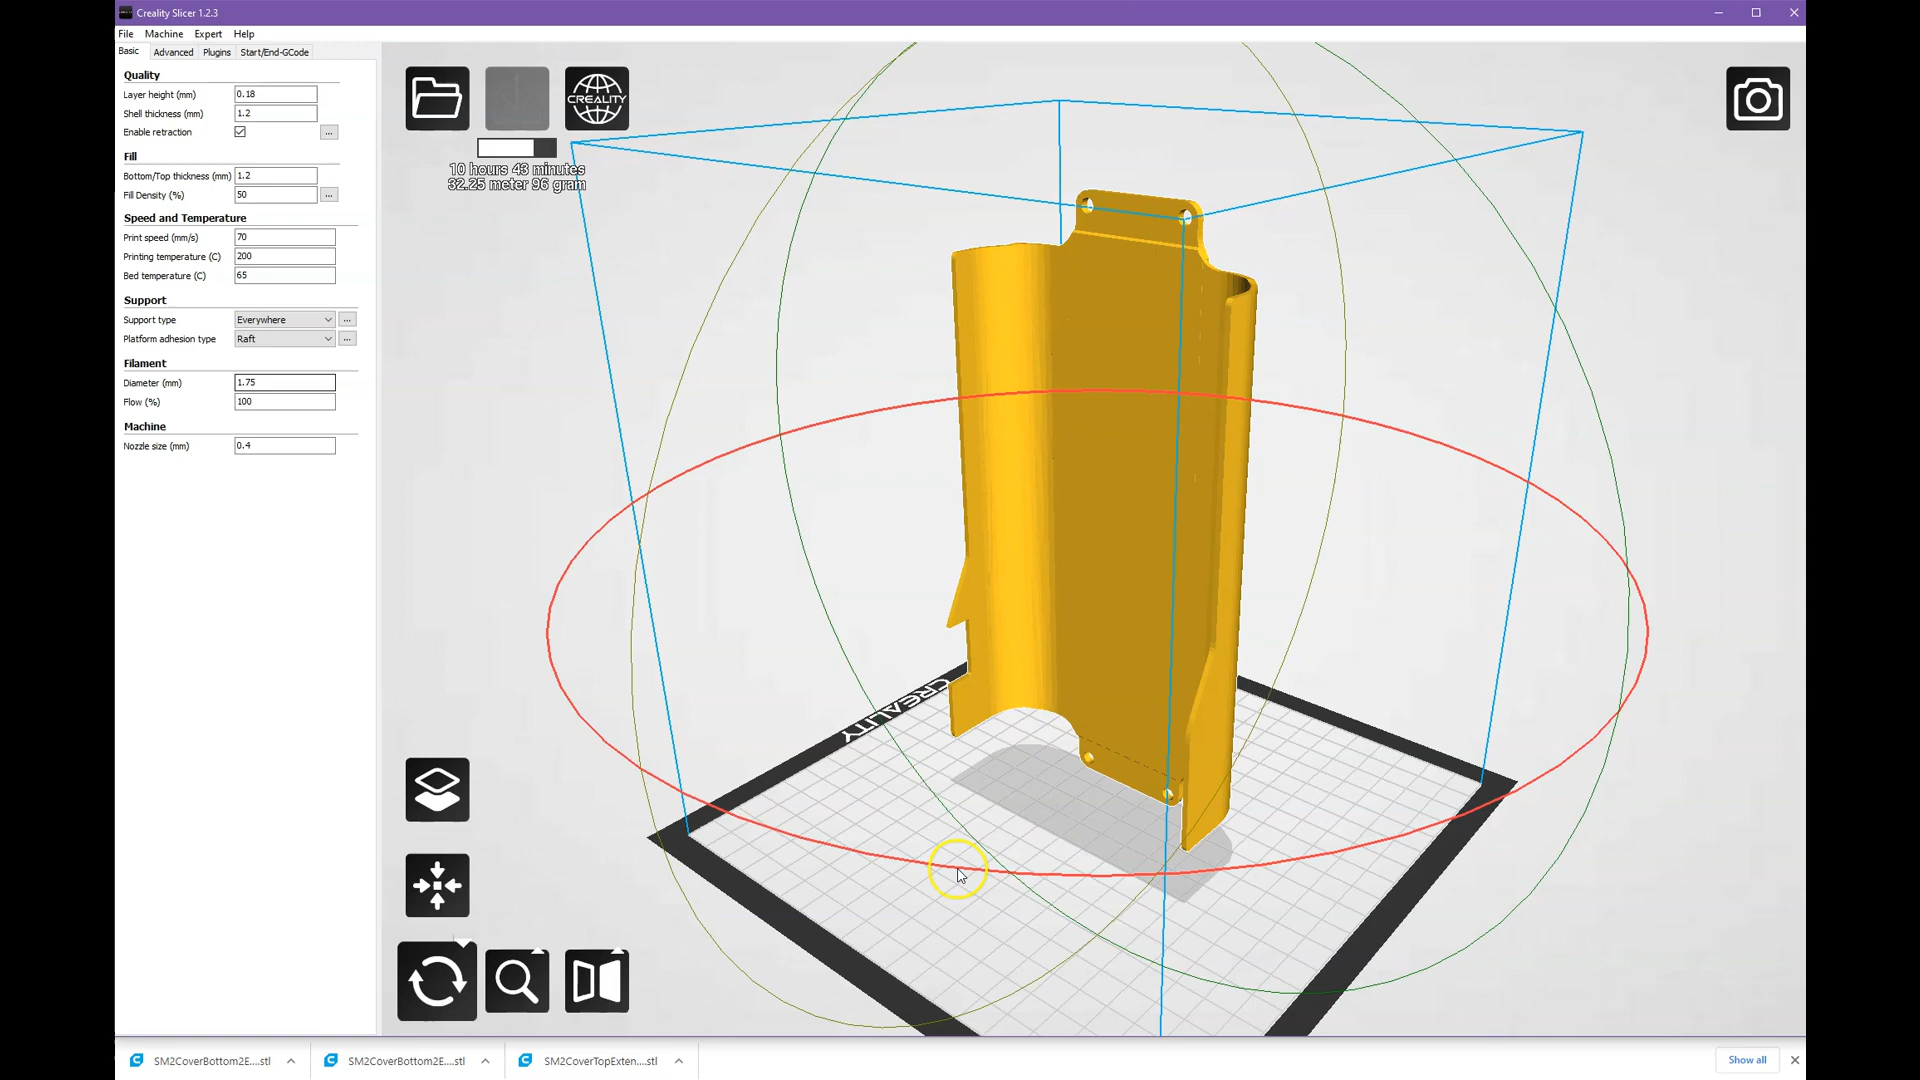 Creality Slicer 1.2.3
File Machine Expert Help
Basic Advanced Plugins Start/End-GCode
Quality
Layer height (mm) 0.18
Shell thickness (mm) 1.2
Enable retraction ...
Fill
Bottom/Top thickness (mm) 1.2
Fill Density (%) 50 ...
Speed and Temperature
Print speed (mm/s) 70
Printing temperature (C) 200
Bed temperature (C) 65
Support
Support type Everywhere ...
Platform adhesion type Raft ...
Filament
Diameter (mm) 1.75
Flow (%) 100
Machine
Nozzle size (mm) 0.4
CREALITY
10 hours 43 minutes
32.25 meter 96 gram
CREALITY
SM2CoverBottom2E....stl SM2CoverBottom2E....stl SM2CoverTopExten....stl Show all